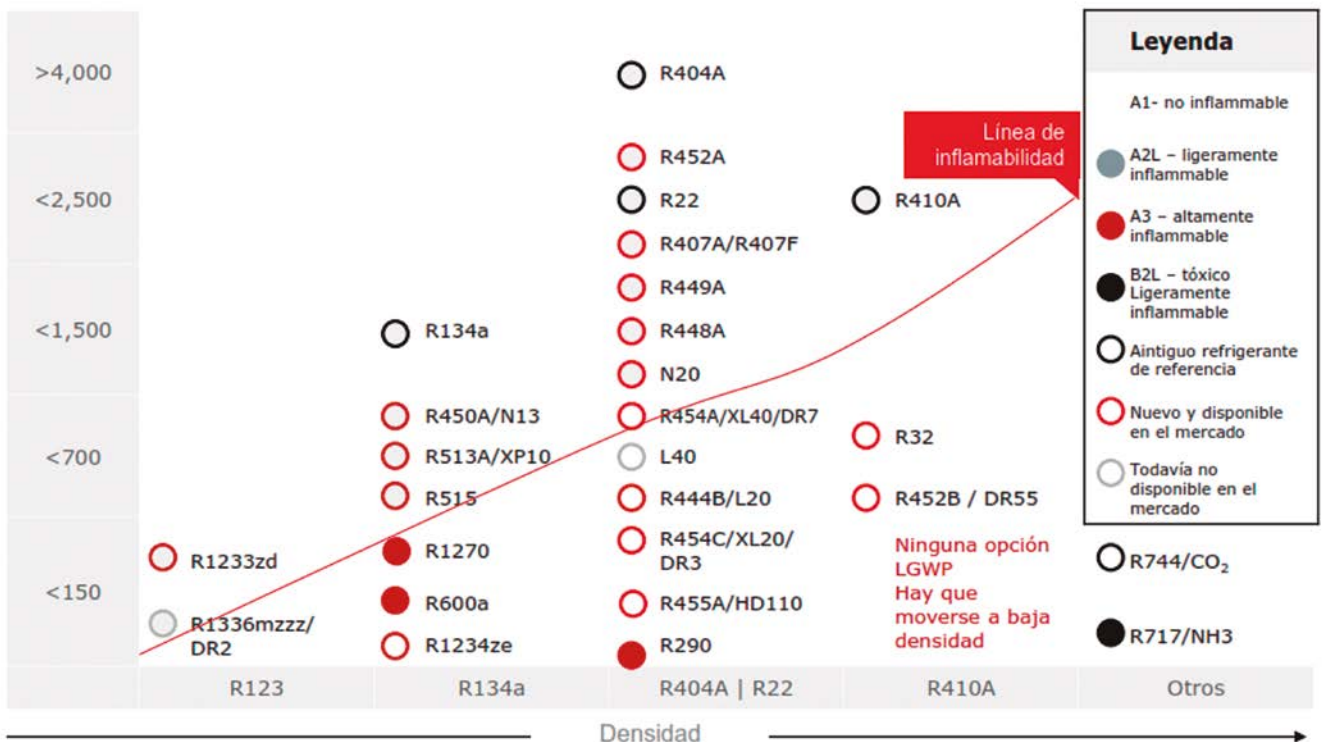 >4,000
<2,500
<1,500
<700
<150
R1233zd
R1336mzzz/
DR2
R134a
R450A/N13
R513A/XP10
R515
R1270
R600a
R1234ze
R404A
R452A
R22
R407A/R407F
R449A
R448A
N20
R454A/XL40/DR7
L40
R444B/L20
R454C/XL20/
DR3
R455A/HD110
R290
R410A
R32
R452B / DR55
Ninguna opción
LGWP
Hay que
moverse a baja
densidad
Línea de
inflamabilidad
Leyenda
A1- no inflammable
A2L – ligeramente
inflammable
A3 – altamente
inflammable
B2L – tóxico
Ligeramente
inflammable
Aintiguo refrigerante
de referencia
Nuevo y disponible
en el mercado
Todavía no
disponible en el
mercado
R744/CO₂
R717/NH3
R123
R134a
R404A | R22
R410A
Otros
Densidad